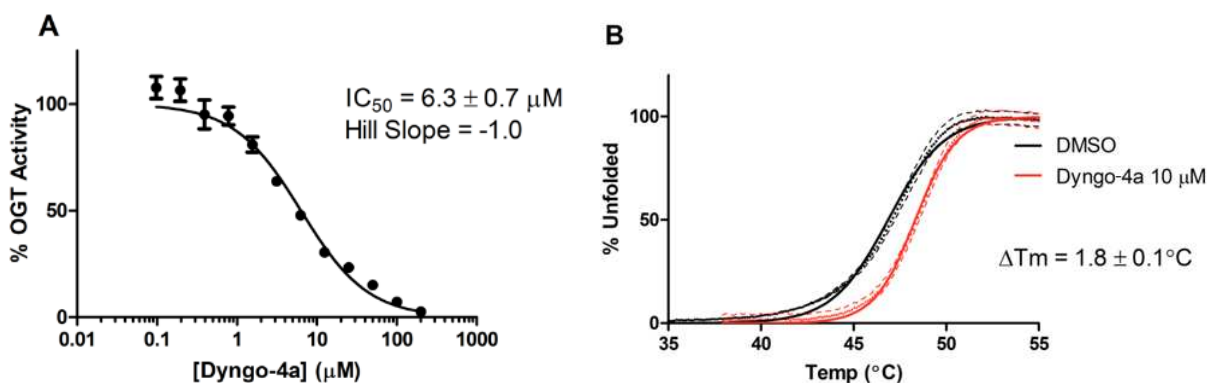 A
% OGT Activity
100
50
0
0.01
0.1
1
10
100
1000
[Dyngo-4a] (μM)
IC50 = 6.3 ± 0.7 μM
Hill Slope = -1.0
B
% Unfolded
100
50
0
35
40
45
50
55
Temp (°C)
DMSO
Dyngo-4a 10 μM
ΔTm = 1.8 ± 0.1°C